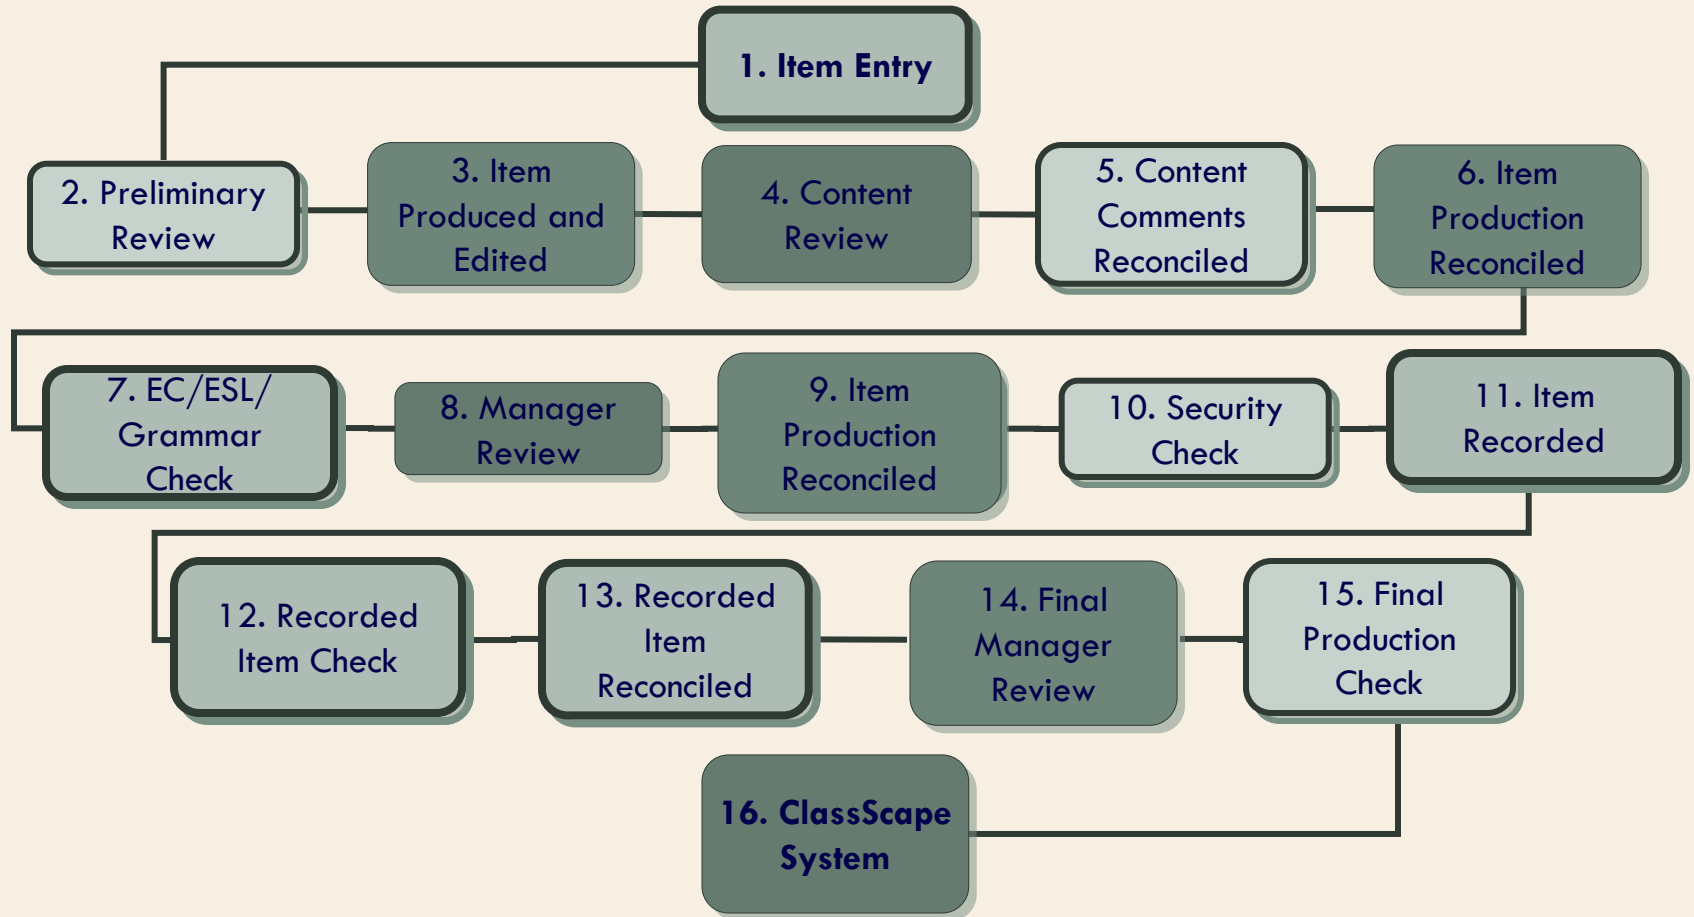 1. Item Entry
2. Preliminary
Review
3. Item
Produced and
Edited
4. Content
Review
5. Content
Comments
Reconciled
6. Item
Production
Reconciled
7. EC/ESL/
Grammar
Check
8. Manager
Review
9. Item
Production
Reconciled
10. Security
Check
11. Item
Recorded
12. Recorded
Item Check
13. Recorded
Item
Reconciled
14. Final
Manager
Review
15. Final
Production
Check
16. ClassScape
System